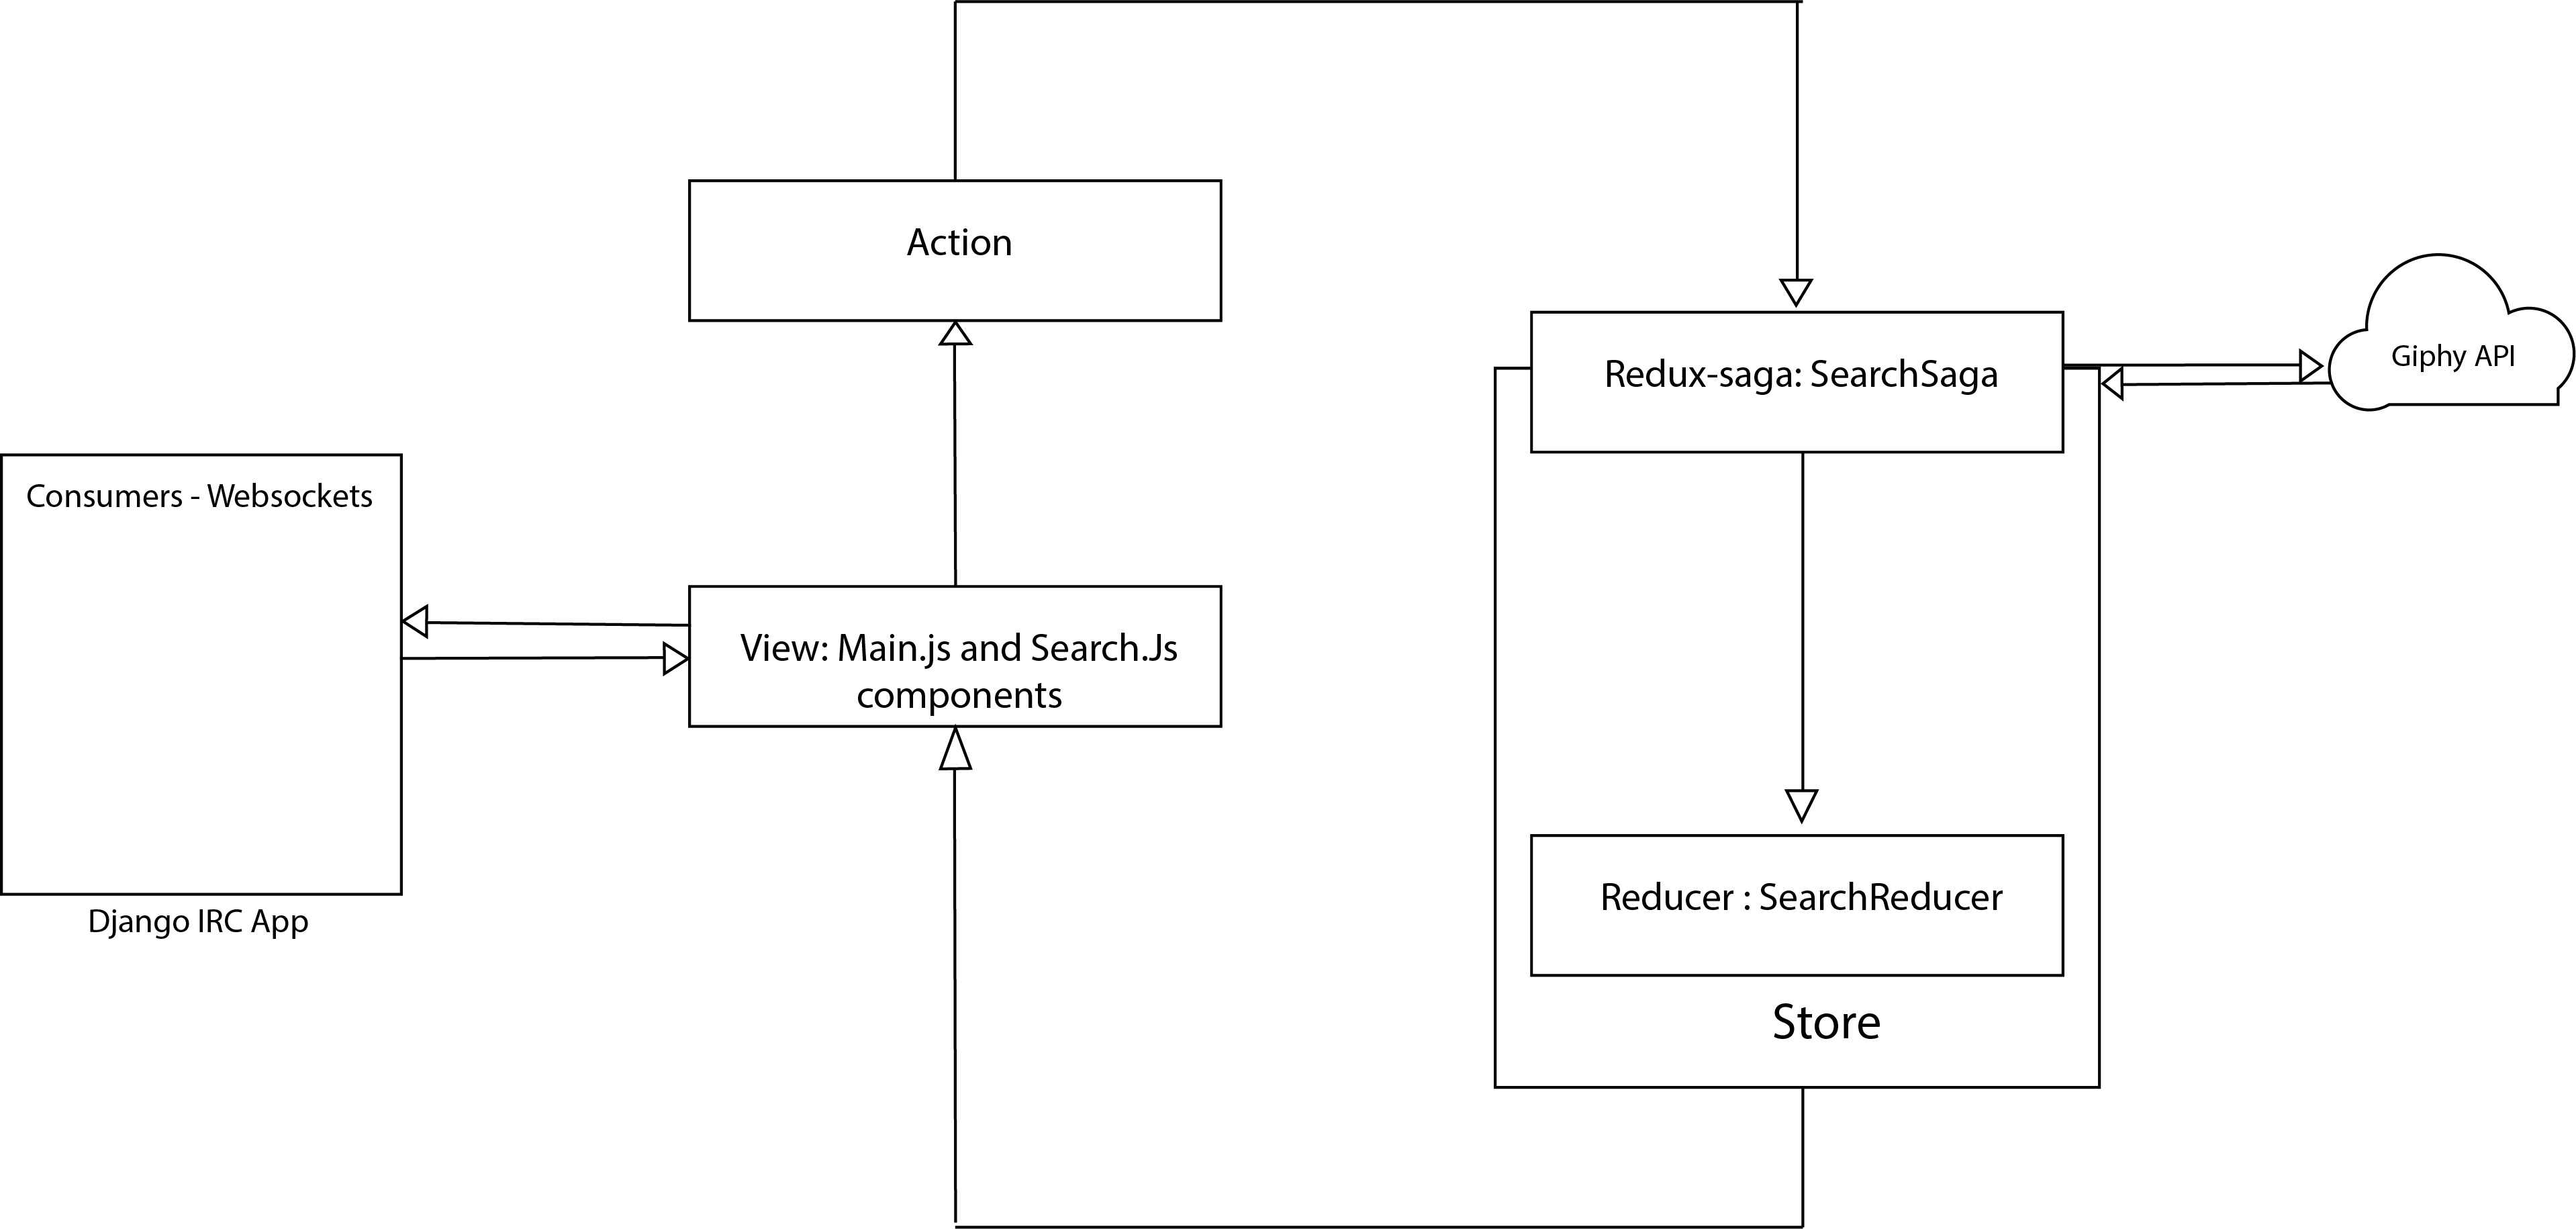 Action
Redux-saga: SearchSaga
Giphy API
Consumers - Websockets
View: Main.js and Search.Js
components
Reducer : SearchReducer
Django IRC App
Store